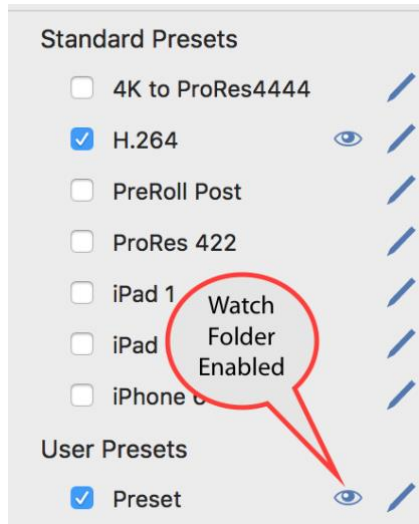 Standard Presets
4K to ProRes4444
H.264
PreRoll Post
ProRes 422
iPad 1
iPad
iPhone 6
Watch
Folder
Enabled
User Presets
Preset